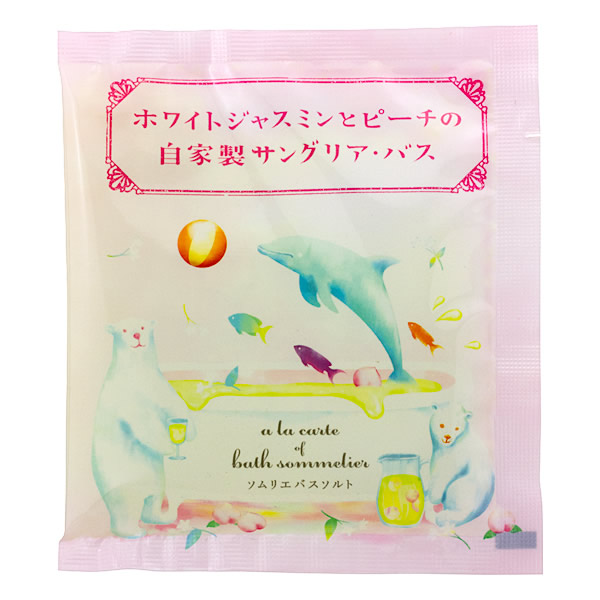 ホワイトジャスミンとピーチの
自家製サングリア・バス
a la carte
of
bath sommelier
ソムリエバスソルト